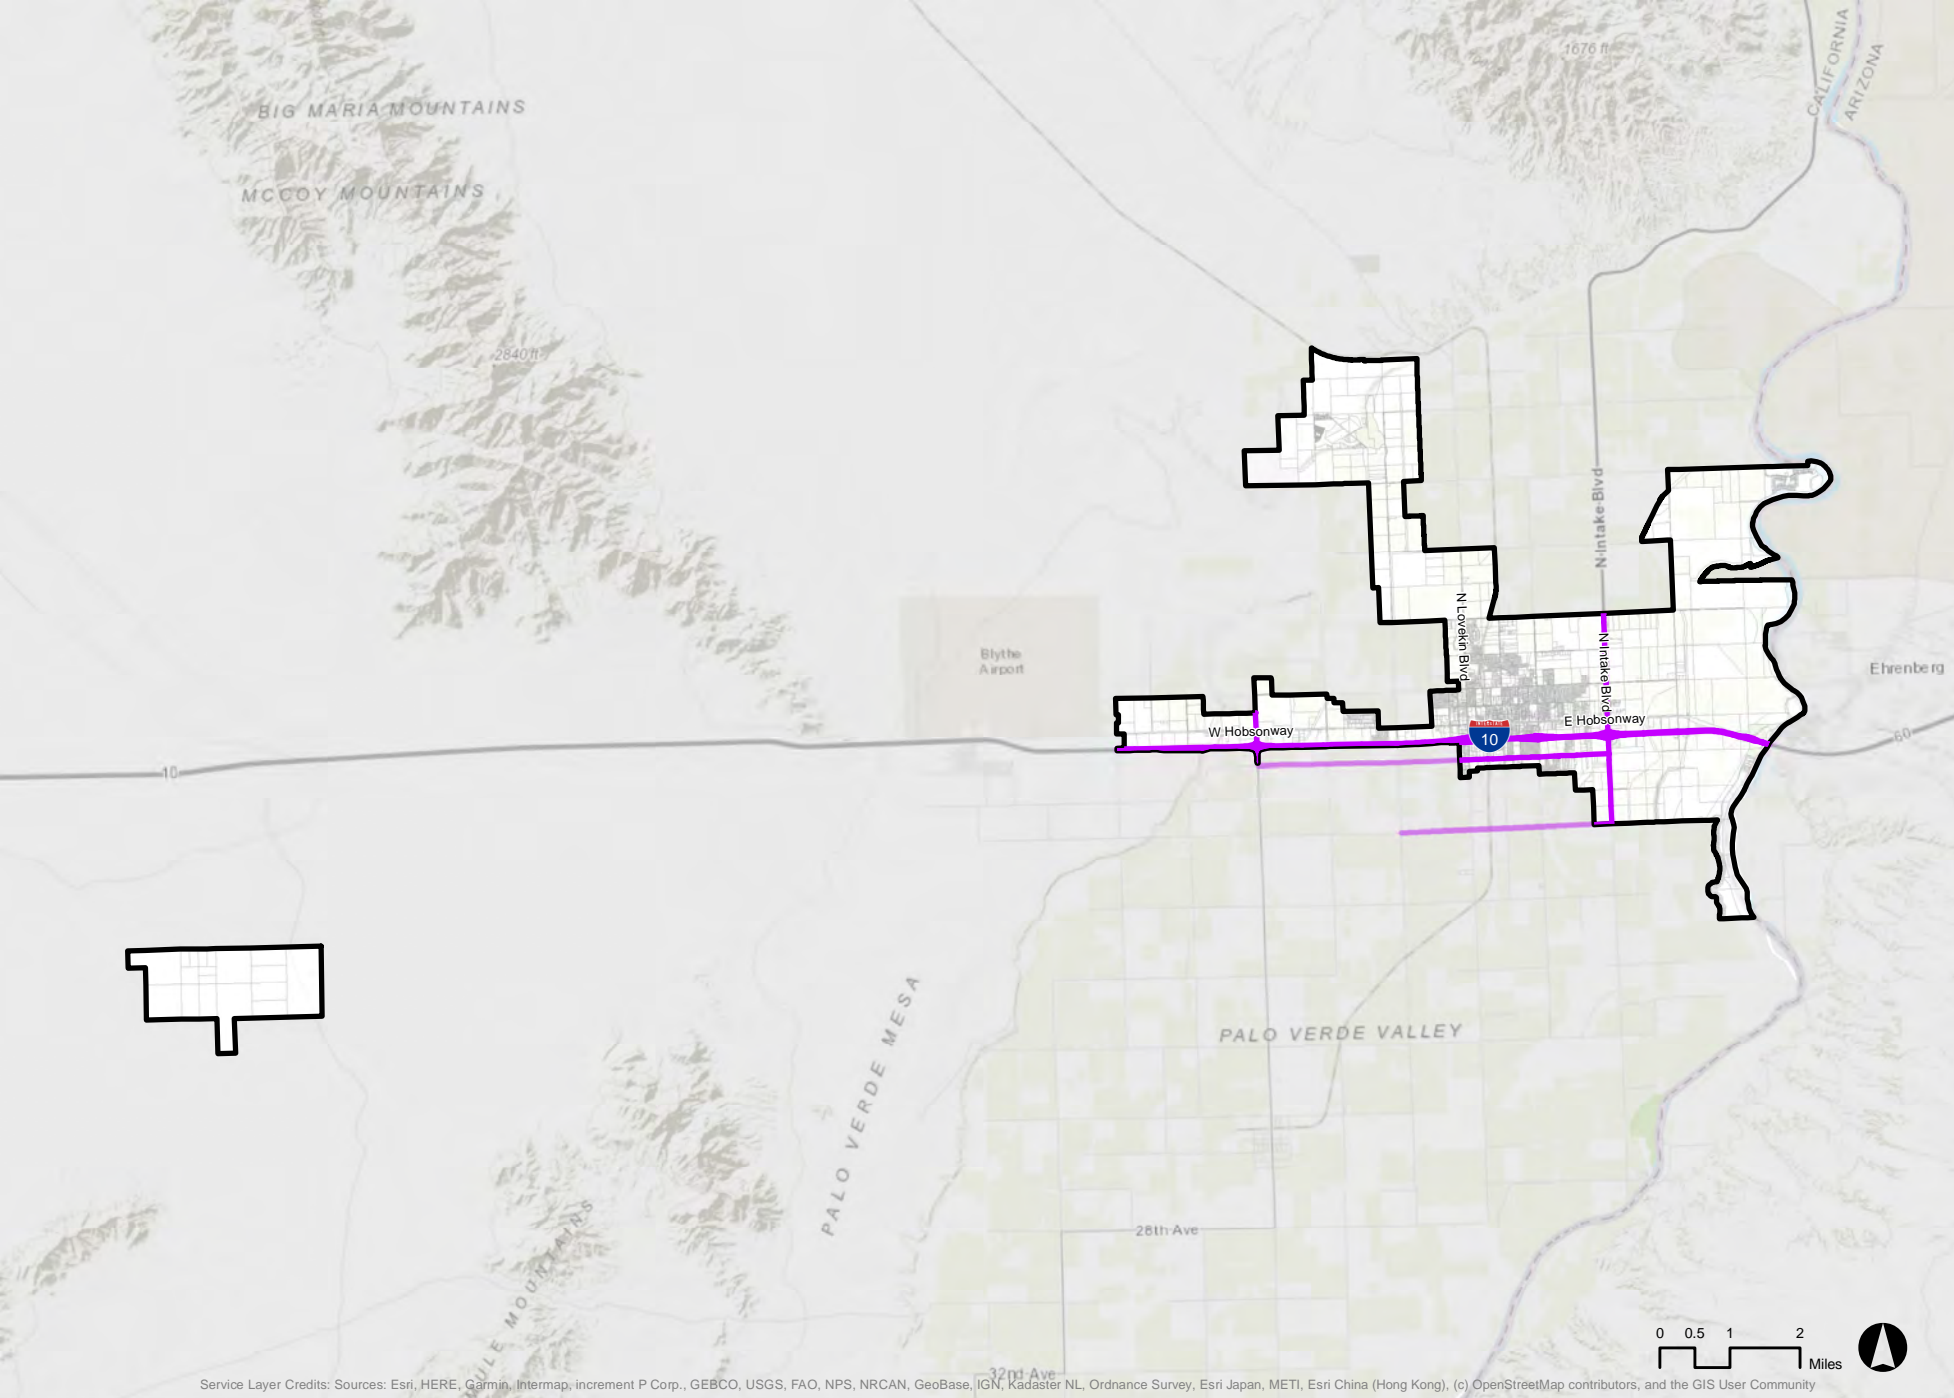 1676 ft
CALIFORNIA
ARIZONA
BIG MARIA MOUNTAINS
MCCOY MOUNTAINS
2840 ft
N Intake Blvd
N Lovekin Blvd
N Intake Blvd
Blythe
Airport
Ehrenberg
W Hobsonway
E Hobsonway
INTERSTATE
10
60
10
PALO VERDE MESA
PALO VERDE VALLEY
28th Ave
MULE MOUNTAINS
32nd Ave
0 0.5 1 2
Miles
Service Layer Credits: Sources: Esri, HERE, Garmin, Intermap, increment P Corp., GEBCO, USGS, FAO, NPS, NRCAN, GeoBase, IGN, Kadaster NL, Ordnance Survey, Esri Japan, METI, Esri China (Hong Kong), (c) OpenStreetMap contributors, and the GIS User Community